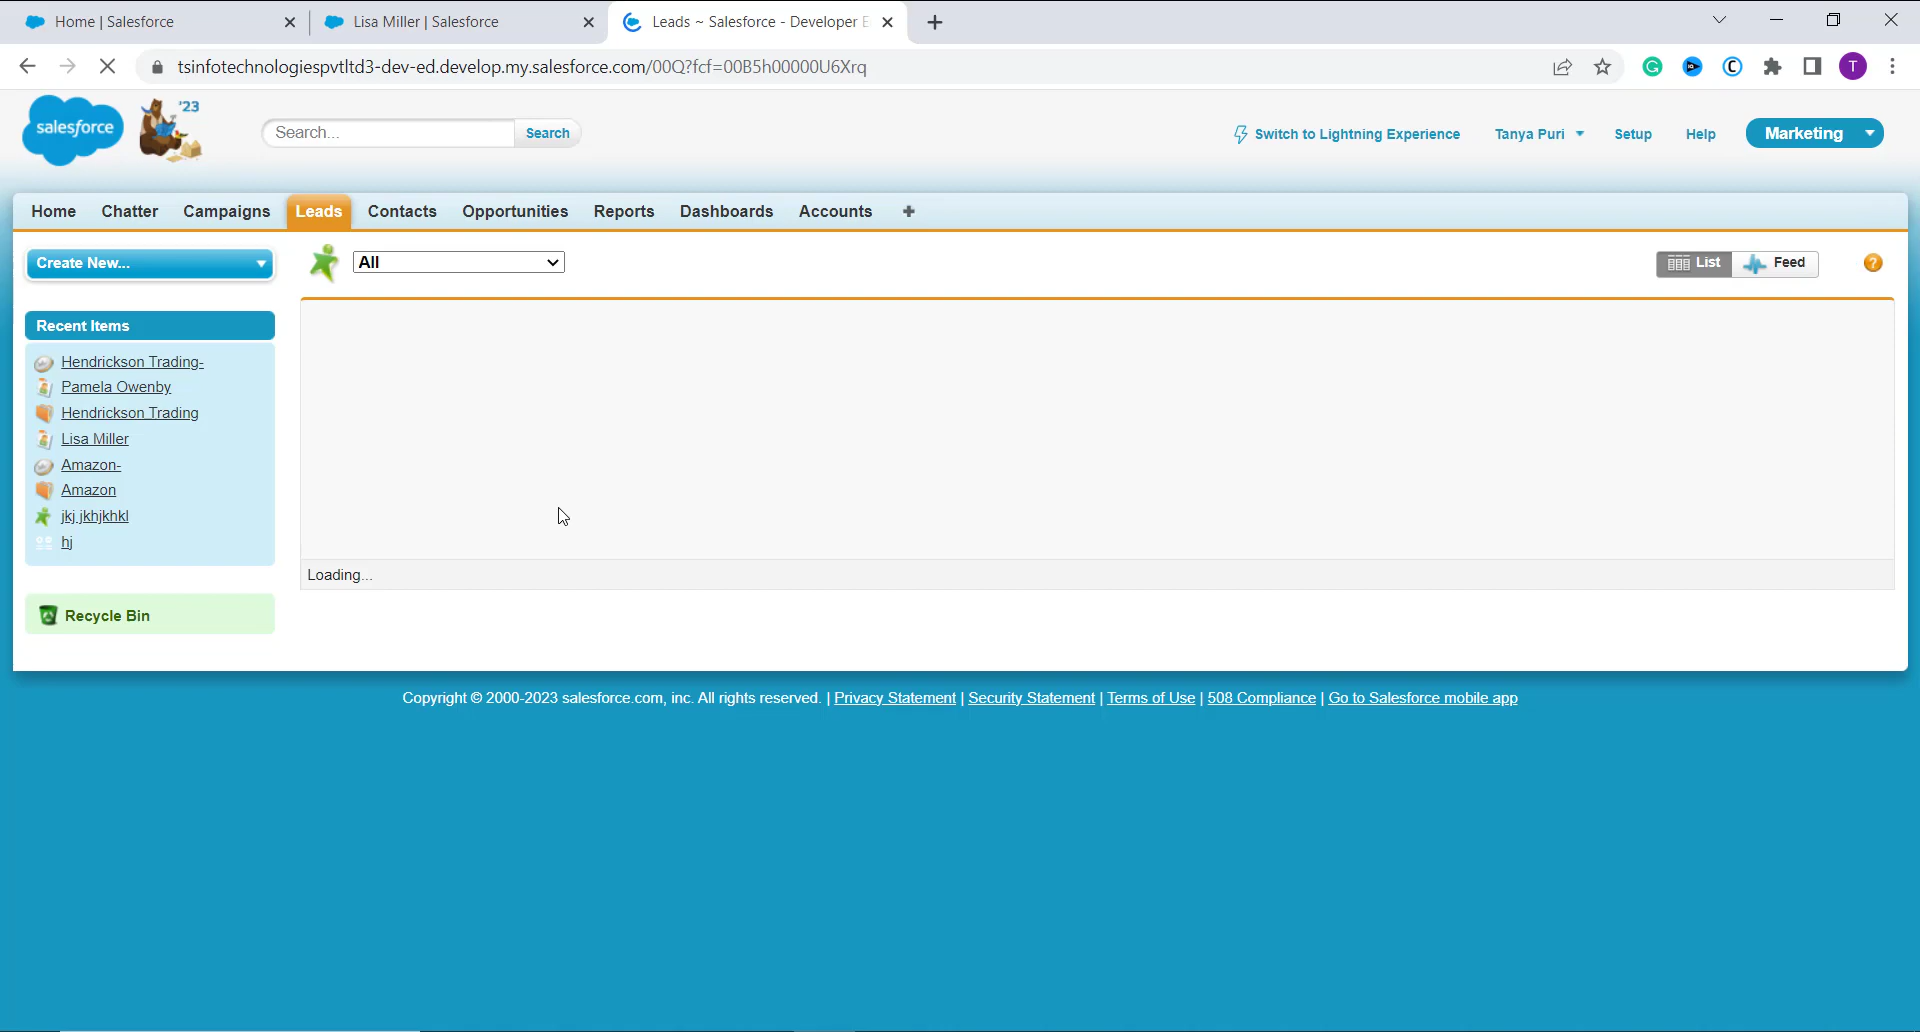 Home | Salesforce
Lisa Miller | Salesforce
Leads ~ Salesforce - Developer E
tsinfotechnologiespvtltd3-dev-ed.develop.my.salesforce.com/00Q?fcf=00B5h00000U6Xrq
T
salesforce
'23
Search...
Search
Switch to Lightning Experience
Tanya Puri
Setup
Help
Marketing
Home
Chatter
Campaigns
Leads
Contacts
Opportunities
Reports
Dashboards
Accounts
Create New...
All
List
Feed
Recent Items
Hendrickson Trading-
Pamela Owenby
Hendrickson Trading
Lisa Miller
Amazon-
Amazon
jkj jkhjkhkl
hj
Loading...
Recycle Bin
Copyright © 2000-2023 salesforce.com, inc. All rights reserved. | Privacy Statement | Security Statement | Terms of Use | 508 Compliance | Go to Salesforce mobile app